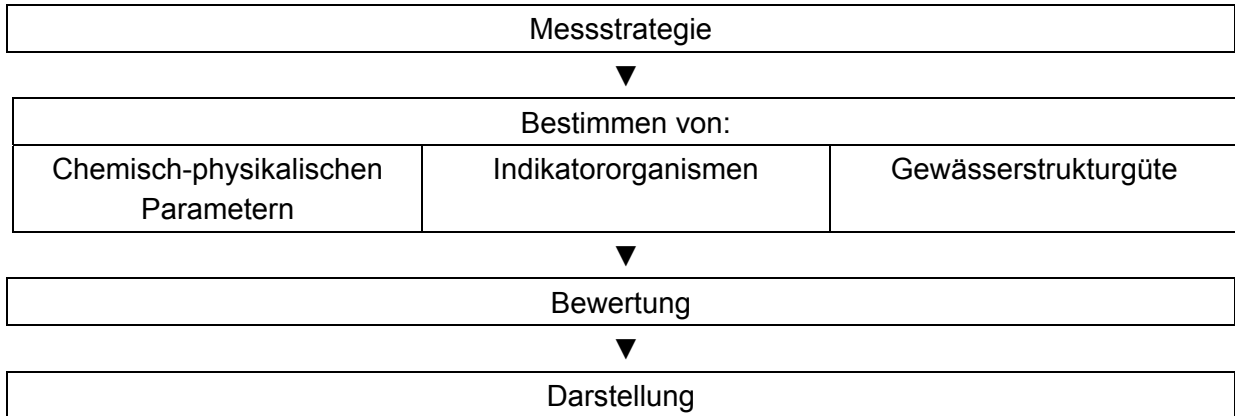 Messstrategie
▼
Bestimmen von:
Chemisch-physikalischen
Parametern
Indikatororganismen
Gewässerstrukturgüte
▼
Bewertung
▼
Darstellung